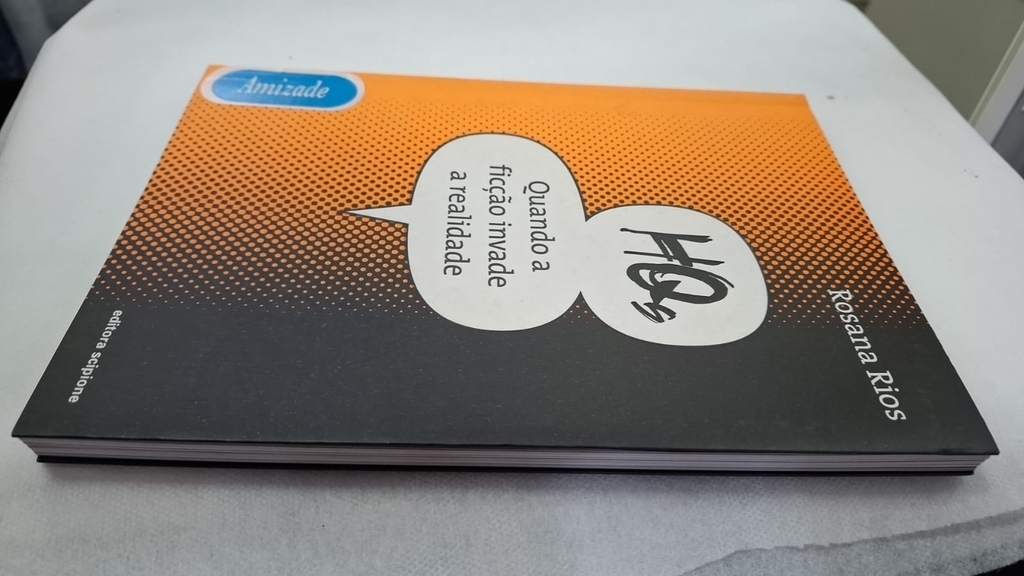 Rosana Rios
HQs
Quando a
ficção invade
a realidade
Amizade
editora scipione